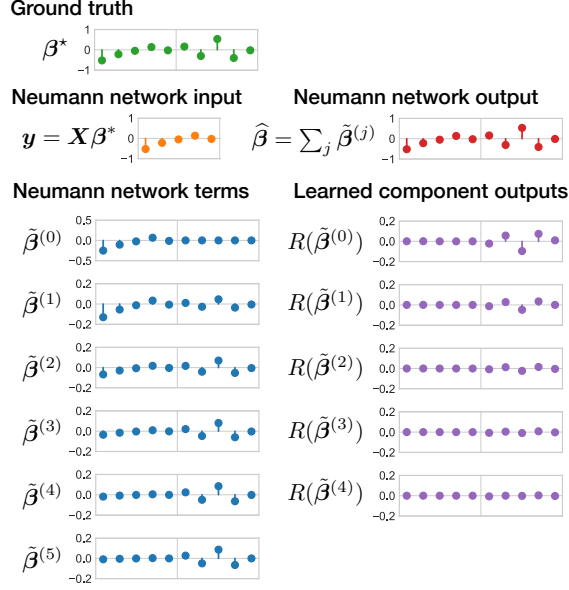 Ground truth
β⋆
1
0
−1
Neumann network input
y = Xβ*
1
0
−1
Neumann network output
β̂ = ∑ⱼ β̃⁽ʲ⁾
1
0
−1
Neumann network terms
β̃⁽⁰⁾
0.5
0.0
−0.5
β̃⁽¹⁾
0.2
0.0
−0.2
β̃⁽²⁾
0.2
0.0
−0.2
β̃⁽³⁾
0.2
0.0
−0.2
β̃⁽⁴⁾
0.2
0.0
−0.2
β̃⁽⁵⁾
0.2
0.0
−0.2
Learned component outputs
R(β̃⁽⁰⁾)
0.2
0.0
−0.2
R(β̃⁽¹⁾)
0.2
0.0
−0.2
R(β̃⁽²⁾)
0.2
0.0
−0.2
R(β̃⁽³⁾)
0.2
0.0
−0.2
R(β̃⁽⁴⁾)
0.2
0.0
−0.2